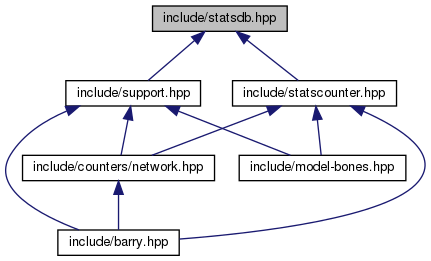 include/statsdb.hpp
include/support.hpp
include/statscounter.hpp
include/counters/network.hpp
include/model-bones.hpp
include/barry.hpp